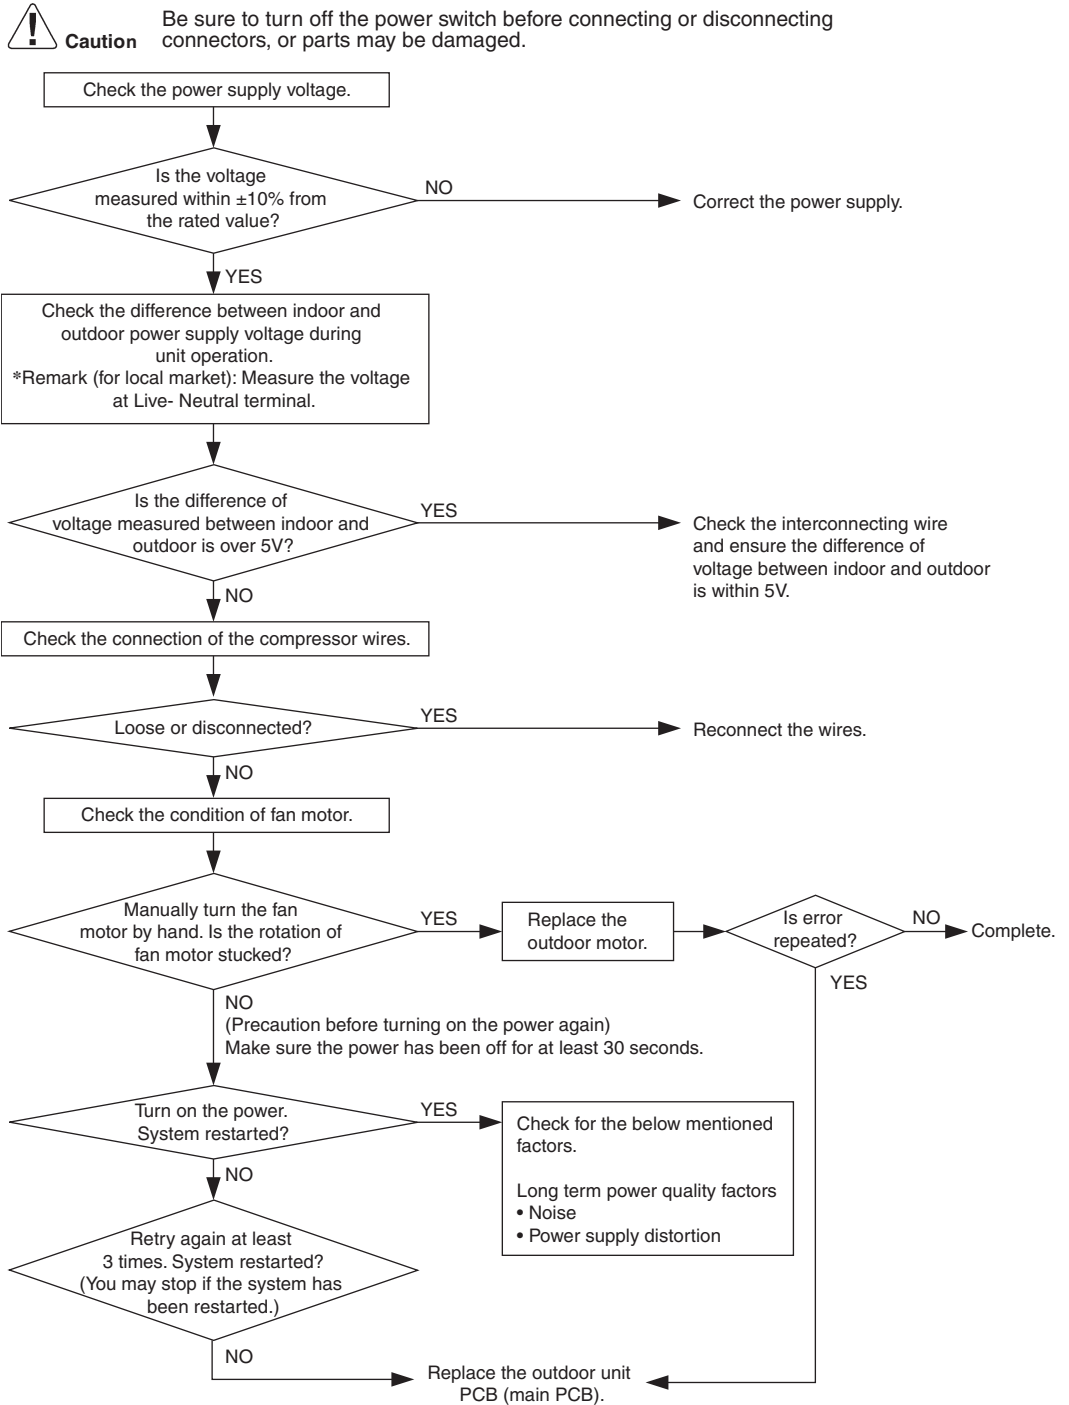 Be sure to turn off the power switch before connecting or disconnecting
Caution connectors, or parts may be damaged.
Check the power supply voltage.
Is the voltage
measured within ±10% from
the rated value?
NO
Correct the power supply.
YES
Check the difference between indoor and
outdoor power supply voltage during
unit operation.
*Remark (for local market): Measure the voltage
at Live- Neutral terminal.
Is the difference of
voltage measured between indoor and
outdoor is over 5V?
YES
Check the interconnecting wire
and ensure the difference of
voltage between indoor and outdoor
is within 5V.
NO
Check the connection of the compressor wires.
Loose or disconnected?
YES
Reconnect the wires.
NO
Check the condition of fan motor.
Manually turn the fan
motor by hand. Is the rotation of
fan motor stucked?
YES
Replace the
outdoor motor.
Is error
repeated?
NO
Complete.
YES
NO
(Precaution before turning on the power again)
Make sure the power has been off for at least 30 seconds.
Turn on the power.
System restarted?
YES
Check for the below mentioned
factors.
Long term power quality factors
• Noise
• Power supply distortion
NO
Retry again at least
3 times. System restarted?
(You may stop if the system has
been restarted.)
NO
Replace the outdoor unit
PCB (main PCB).